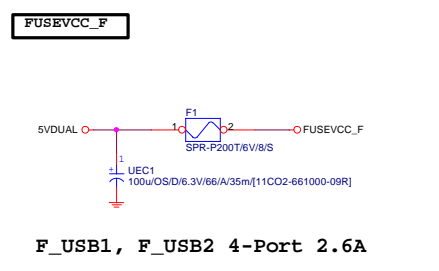 FUSEVCC_F
F1
5VDUAL 1 2 FUSEVCC_F
SPR-P200T/6V/8/S
1
+ UEC1
100u/OS/D/6.3V/66/A/35m/[11CO2-661000-09R]
F_USB1, F_USB2 4-Port 2.6A